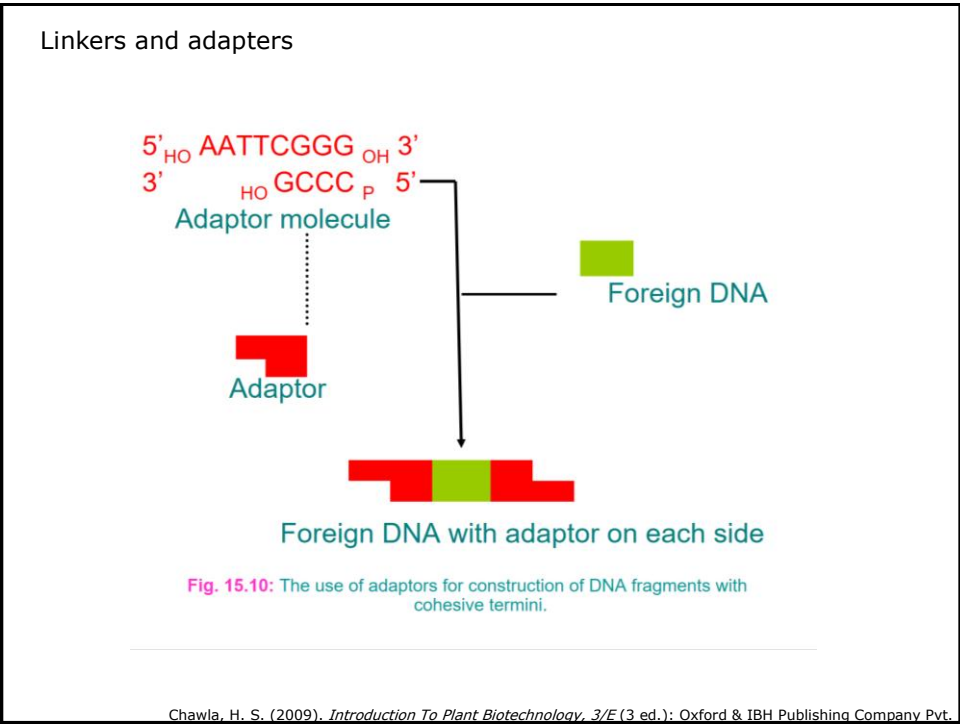 Linkers and adapters
5’HO AATTCGGG OH 3’
3’ HO GCCC P 5’
Adaptor molecule
Foreign DNA
Adaptor
Foreign DNA with adaptor on each side
Fig. 15.10: The use of adaptors for construction of DNA fragments with
cohesive termini.
Chawla, H. S. (2009). Introduction To Plant Biotechnology, 3/E (3 ed.): Oxford & IBH Publishing Company Pvt.